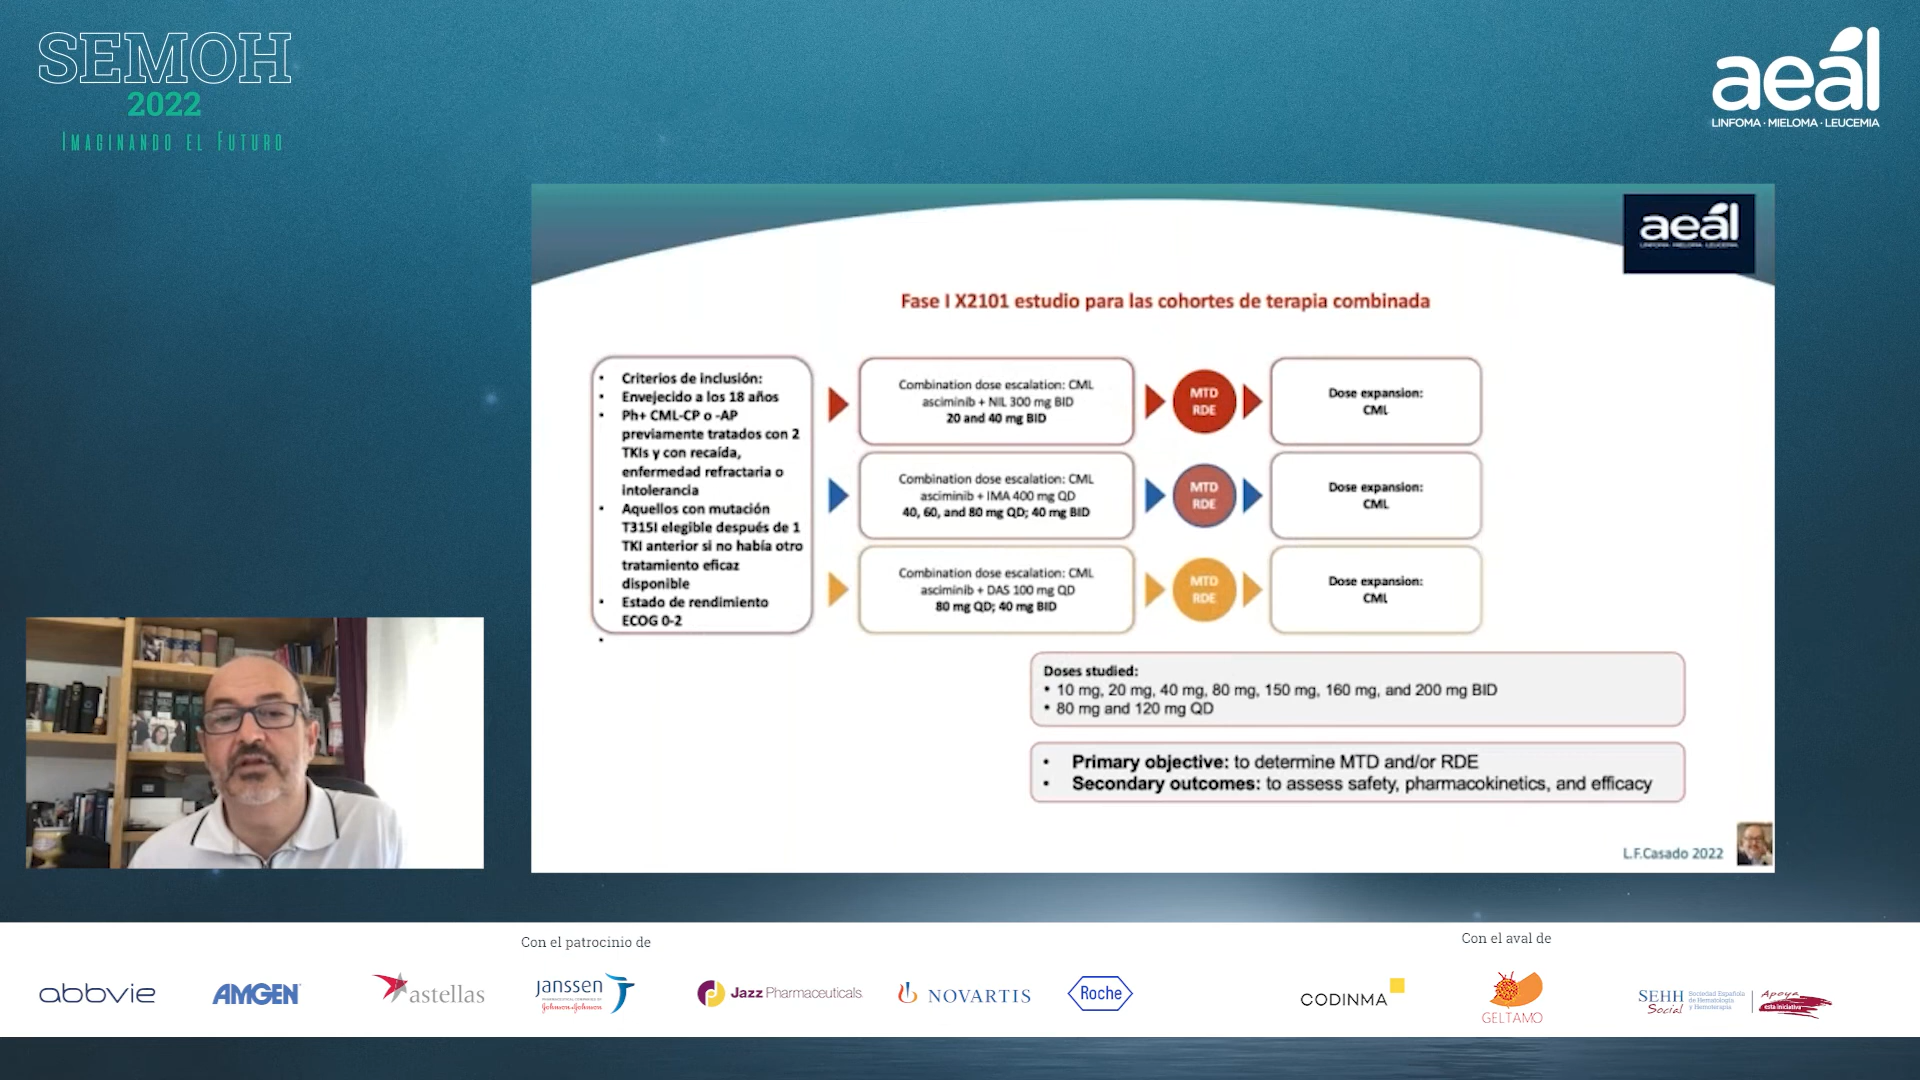 SEMOH
2022
IMAGINANDO EL FUTURO
aeál
LINFOMA · MIELOMA · LEUCEMIA
aeál
LINFOMA · MIELOMA · LEUCEMIA
Fase I X2101 estudio para las cohortes de terapia combinada
• Criterios de inclusión:
• Envejecido a los 18 años
• Ph+ CML-CP o -AP
previamente tratados con 2
TKIs y con recaída,
enfermedad refractaria o
intolerancia
• Aquellos con mutación
T315I elegible después de 1
TKI anterior si no había otro
tratamiento eficaz
disponible
• Estado de rendimiento
ECOG 0-2
•
Combination dose escalation: CML
asciminib + NIL 300 mg BID
20 and 40 mg BID
MTD
RDE
Dose expansion:
CML
Combination dose escalation: CML
asciminib + IMA 400 mg QD
40, 60, and 80 mg QD; 40 mg BID
MTD
RDE
Dose expansion:
CML
Combination dose escalation: CML
asciminib + DAS 100 mg QD
80 mg QD; 40 mg BID
MTD
RDE
Dose expansion:
CML
Doses studied:
• 10 mg, 20 mg, 40 mg, 80 mg, 150 mg, 160 mg, and 200 mg BID
• 80 mg and 120 mg QD
• Primary objective: to determine MTD and/or RDE
• Secondary outcomes: to assess safety, pharmacokinetics, and efficacy
L.F.Casado 2022
Con el patrocinio de
Con el aval de
abbvie
AMGEN
astellas
janssen
PHARMACEUTICAL COMPANIES OF
Johnson & Johnson
Jazz Pharmaceuticals
NOVARTIS
Roche
CODINMA
GELTAMO
SEHH
Social
Sociedad Española
de Hematología
y Hemoterapia
Apoya
esta iniciativa